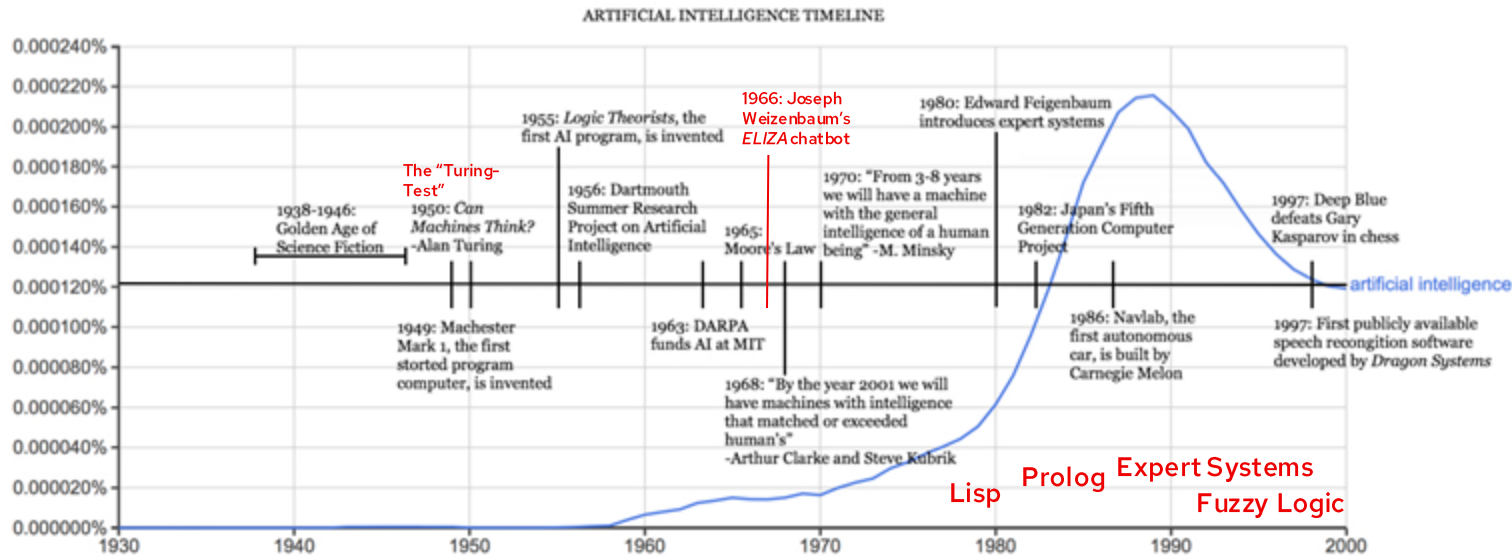 ARTIFICIAL INTELLIGENCE TIMELINE
0.000240%
0.000220%
0.000200%
0.000180%
0.000160%
0.000140%
0.000120%
0.000100%
0.000080%
0.000060%
0.000040%
0.000020%
0.000000%
1938-1946:
Golden Age of
Science Fiction
The “Turing-
Test”
1950: Can
Machines Think?
-Alan Turing
1949: Machester
Mark 1, the first
storted program
computer, is invented
1955: Logic Theorists, the
first AI program, is invented
1956: Dartmouth
Summer Research
Project on Artificial
Intelligence
1963: DARPA
funds AI at MIT
1965:
Moore's Law
1966: Joseph
Weizenbaum’s
ELIZA chatbot
1968: "By the year 2001 we will
have machines with intelligence
that matched or exceeded
human's"
-Arthur Clarke and Steve Kubrik
1970: "From 3-8 years
we will have a machine
with the general
intelligence of a human
being" -M. Minsky
1980: Edward Feigenbaum
introduces expert systems
1982: Japan's Fifth
Generation Computer
Project
1986: Navlab, the
first autonomous
car, is built by
Carnegie Melon
1997: Deep Blue
defeats Gary
Kasparov in chess
artificial intelligence
1997: First publicly available
speech recongition software
developed by Dragon Systems
Lisp
Prolog
Expert Systems
Fuzzy Logic
1930
1940
1950
1960
1970
1980
1990
2000